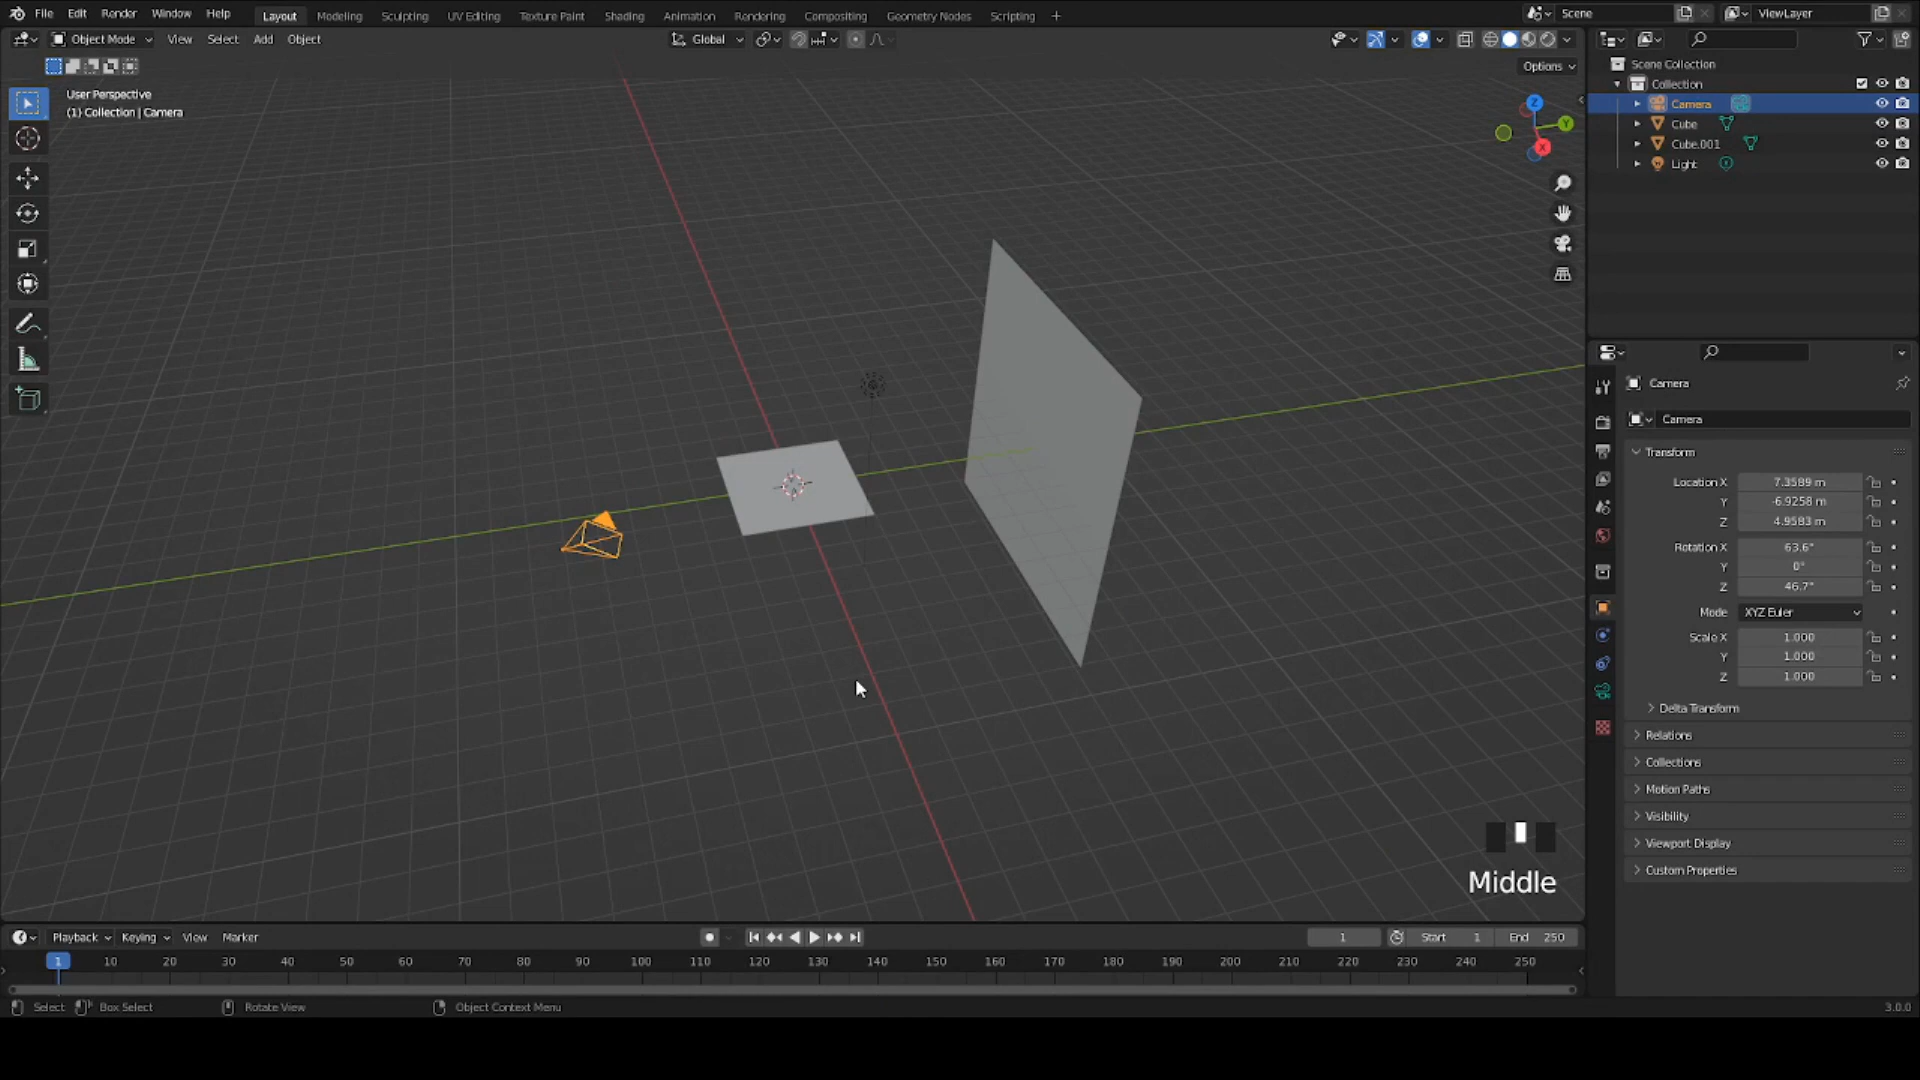 File Edit Render Window Help Layout Modeling Sculpting UV Editing Texture Paint Shading Animation Rendering Compositing Geometry Nodes Scripting + Scene ViewLayer
Object Mode View Select Add Object Global
Options
User Perspective
(1) Collection | Camera
Z
Y
X
Scene Collection
Collection
Camera
Cube
Cube.001
Light
Camera
Camera
Transform
Location X 7.3589 m
Y -6.9258 m
Z 4.9583 m
Rotation X 63.6°
Y 0°
Z 46.7°
Mode XYZ Euler
Scale X 1.000
Y 1.000
Z 1.000
Delta Transform
Relations
Collections
Motion Paths
Visibility
Viewport Display
Custom Properties
Middle
Playback Keying View Marker 1 Start 1 End 250
1 10 20 30 40 50 60 70 80 90 100 110 120 130 140 150 160 170 180 190 200 210 220 230 240 250
Select Box Select Rotate View Object Context Menu 3.0.0